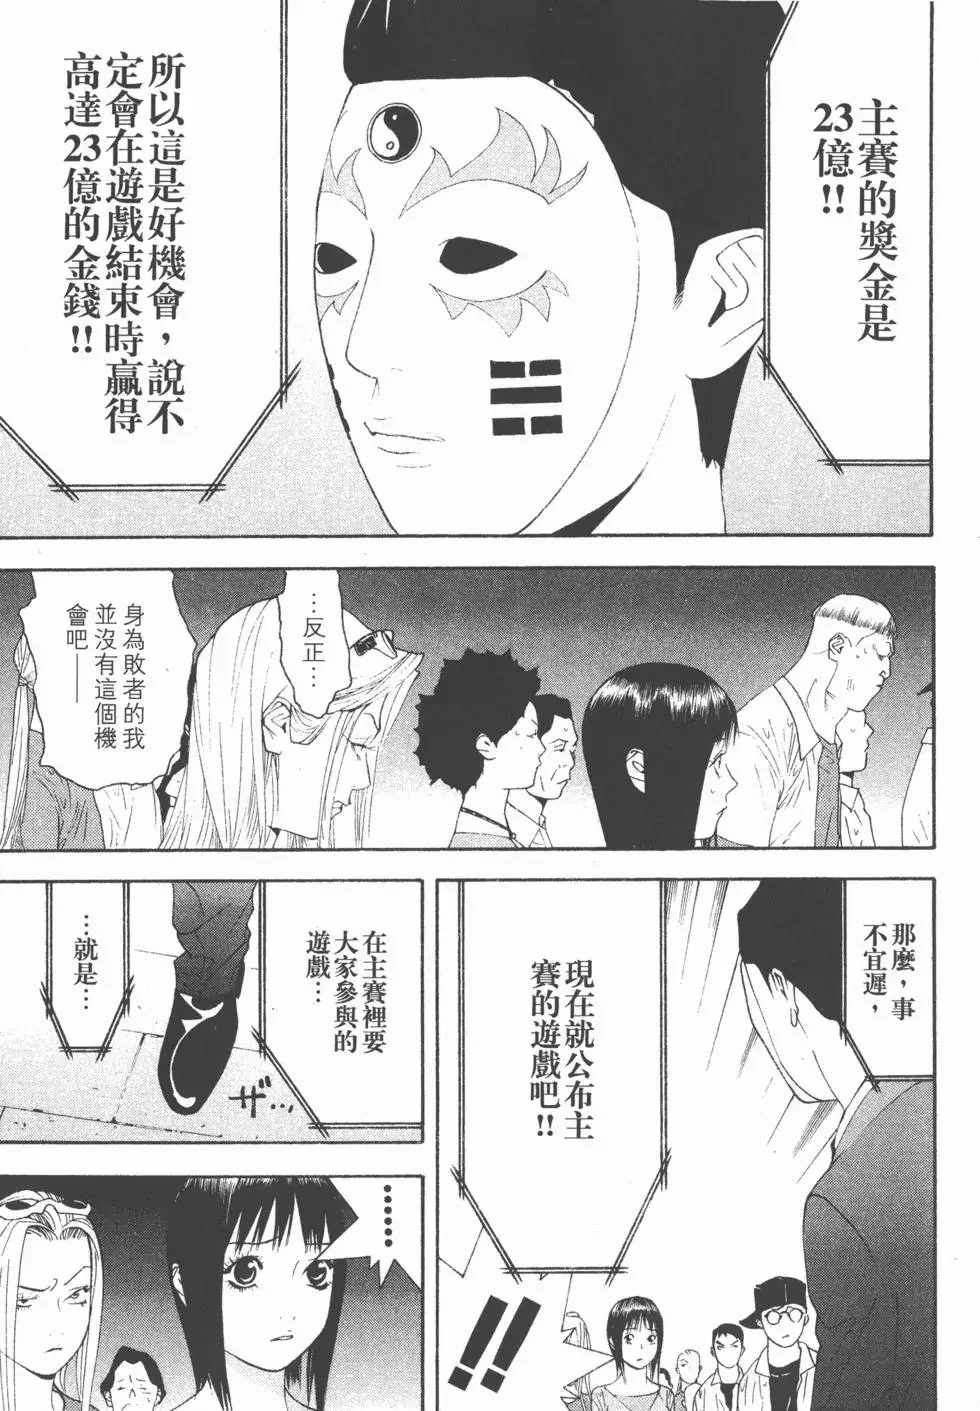 主賽的獎金是
23億!!
所以這是好機會，說不
定會在遊戲結束時贏得
高達23億的金錢!!
…反正…
身為敗者的我
並沒有這個機
會吧——
那麼，事
不宜遲，
現在就公布主
賽的遊戲吧!!
!!
在主賽裡要
大家參與的
遊戲…
ザ…
…就是…
……